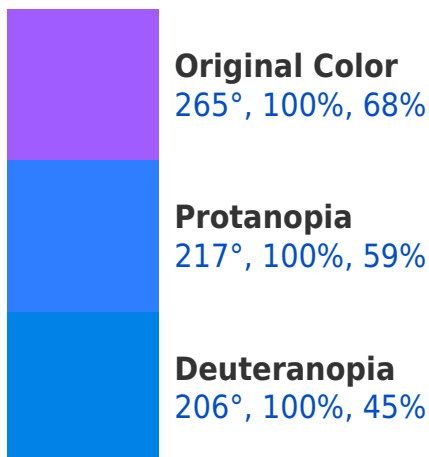 Original Color
265°, 100%, 68%
Protanopia
217°, 100%, 59%
Deuteranopia
206°, 100%, 45%